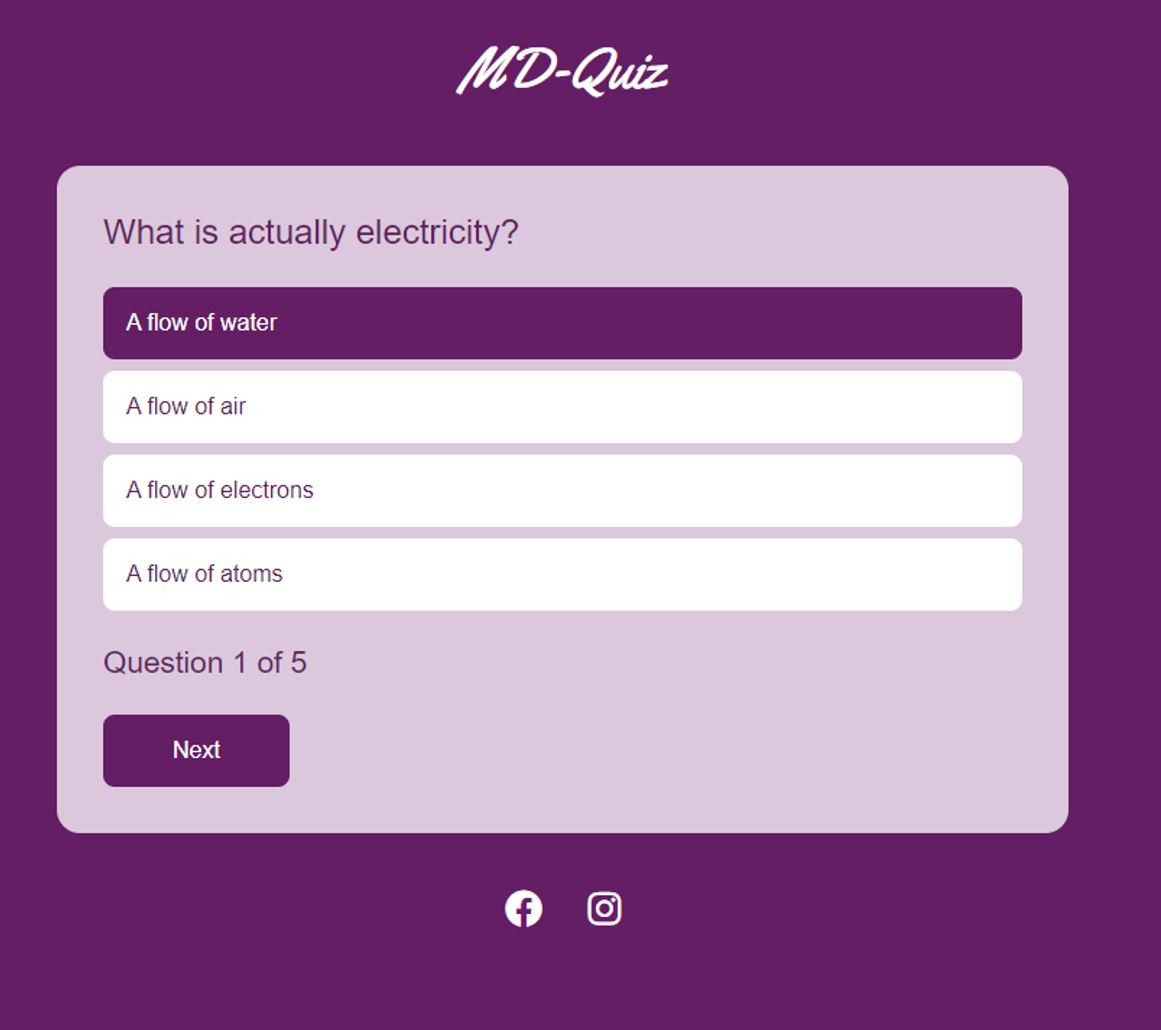 MD-Quiz
What is actually electricity?
A flow of water
A flow of air
A flow of electrons
A flow of atoms
Question 1 of 5
Next